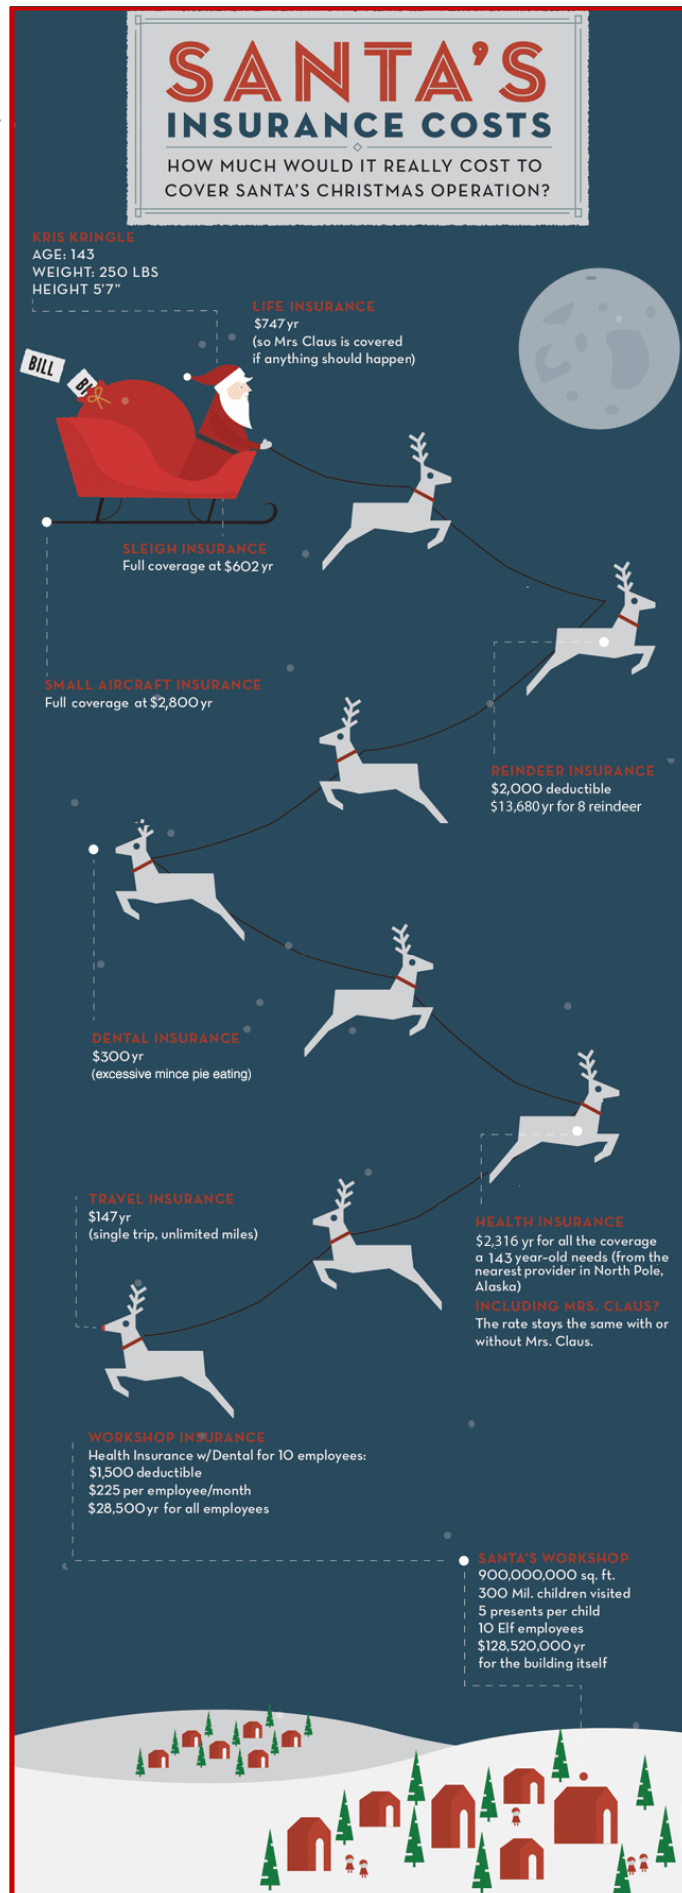 SANTA'S
INSURANCE COSTS
HOW MUCH WOULD IT REALLY COST TO
COVER SANTA'S CHRISTMAS OPERATION?
KRIS KRINGLE
AGE: 143
WEIGHT: 250 LBS
HEIGHT 5'7"
LIFE INSURANCE
$747 yr
(so Mrs Claus is covered
if anything should happen)
BILL
BI
SLEIGH INSURANCE
Full coverage at $602 yr
SMALL AIRCRAFT INSURANCE
Full coverage at $2,800 yr
REINDEER INSURANCE
$2,000 deductible
$13,680 yr for 8 reindeer
DENTAL INSURANCE
$300 yr
(excessive mince pie eating)
TRAVEL INSURANCE
$147 yr
(single trip, unlimited miles)
HEALTH INSURANCE
$2,316 yr for all the coverage
a 143 year-old needs (from the
nearest provider in North Pole,
Alaska)
INCLUDING MRS. CLAUS?
The rate stays the same with or
without Mrs. Claus.
WORKSHOP INSURANCE
Health Insurance w/Dental for 10 employees:
$1,500 deductible
$225 per employee/month
$28,500 yr for all employees
SANTA'S WORKSHOP
900,000,000 sq. ft.
300 Mil. children visited
5 presents per child
10 Elf employees
$128,520,000 yr
for the building itself